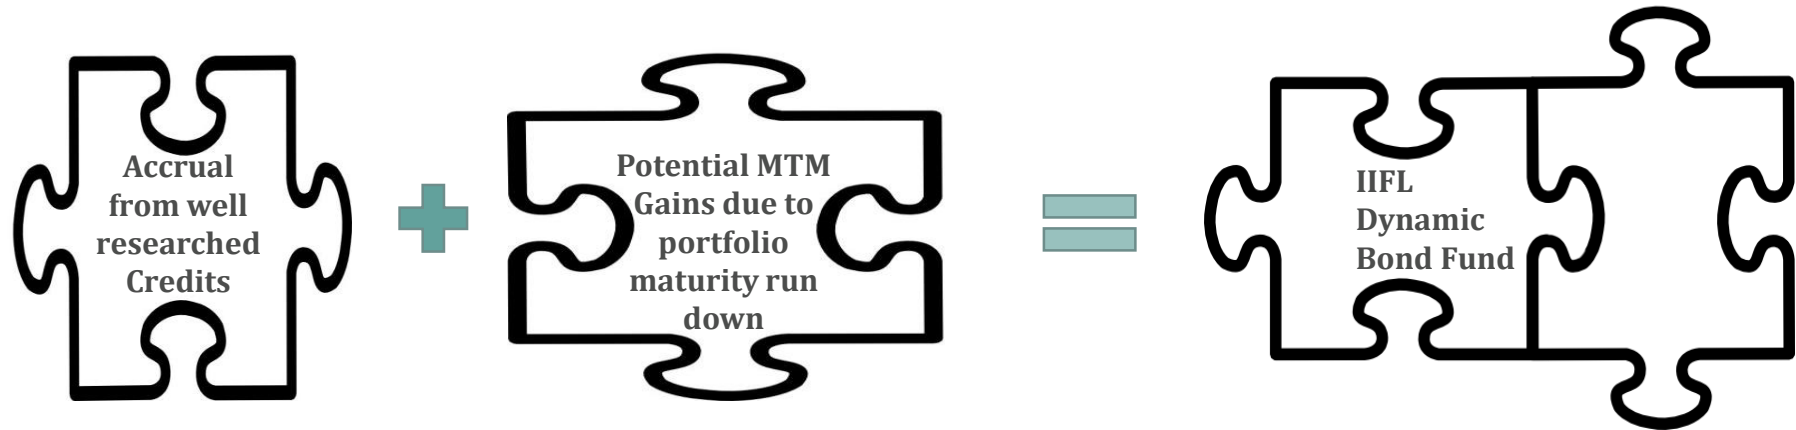 Accrual
from well
researched
Credits
Potential MTM
Gains due to
portfolio
maturity run
down
IIFL
Dynamic
Bond Fund